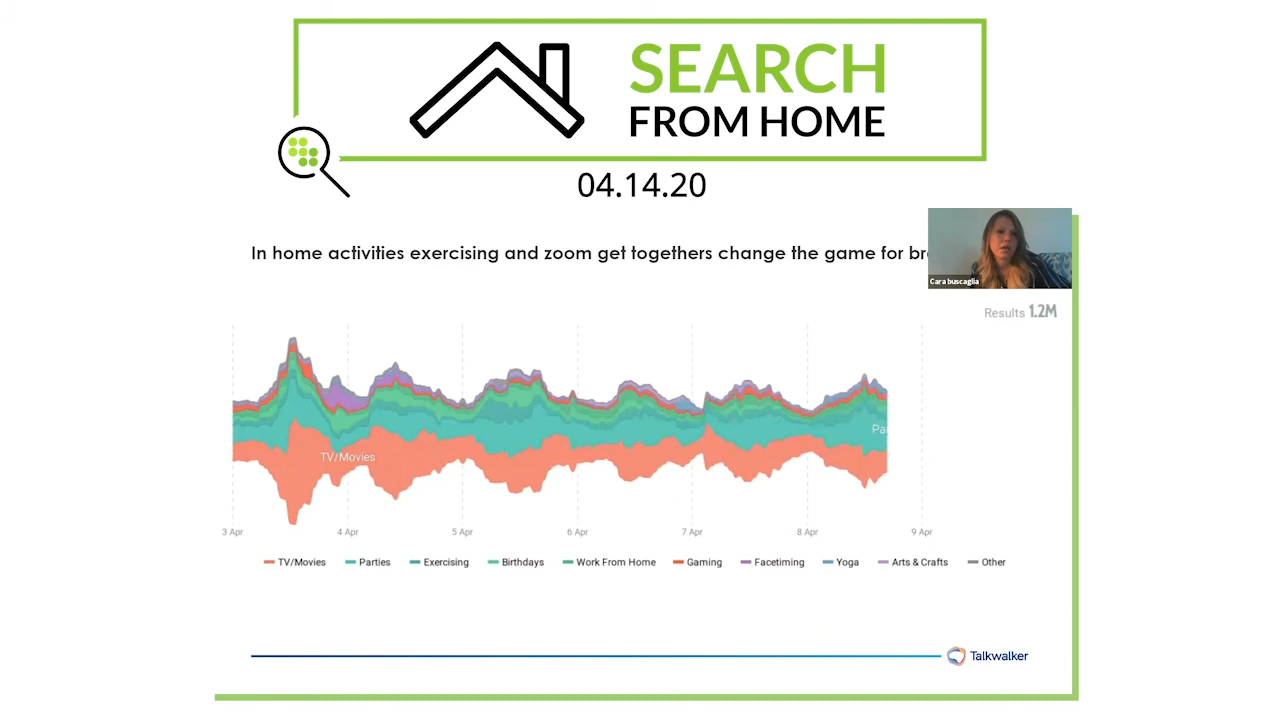 SEARCH
FROM HOME
04.14.20
In home activities exercising and zoom get togethers change the game for
Cara buscaglia
Results 1.2M
TV/Movies
Pa
3 Apr 4 Apr 5 Apr 6 Apr 7 Apr 8 Apr 9 Apr
TV/Movies Parties Exercising Birthdays Work From Home Gaming Facetiming Yoga Arts & Crafts Other
Talkwalker